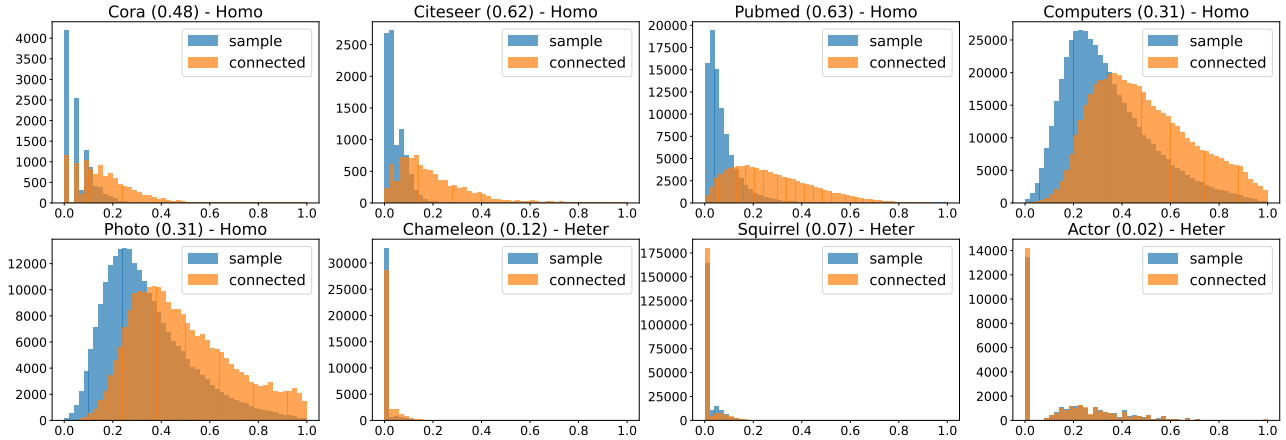 Cora (0.48) - Homo
4000
3500
3000
2500
2000
1500
1000
500
0
0.0 0.2 0.4 0.6 0.8 1.0
sample
connected
Citeseer (0.62) - Homo
2500
2000
1500
1000
500
0
0.0 0.2 0.4 0.6 0.8 1.0
sample
connected
Pubmed (0.63) - Homo
20000
17500
15000
12500
10000
7500
5000
2500
0
0.0 0.2 0.4 0.6 0.8 1.0
sample
connected
Computers (0.31) - Homo
25000
20000
15000
10000
5000
0
0.0 0.2 0.4 0.6 0.8 1.0
sample
connected
Photo (0.31) - Homo
12000
10000
8000
6000
4000
2000
0
0.0 0.2 0.4 0.6 0.8 1.0
sample
connected
Chameleon (0.12) - Heter
30000
25000
20000
15000
10000
5000
0
0.0 0.2 0.4 0.6 0.8 1.0
sample
connected
Squirrel (0.07) - Heter
175000
150000
125000
100000
75000
50000
25000
0
0.0 0.2 0.4 0.6 0.8 1.0
sample
connected
Actor (0.02) - Heter
14000
12000
10000
8000
6000
4000
2000
0
0.0 0.2 0.4 0.6 0.8 1.0
sample
connected